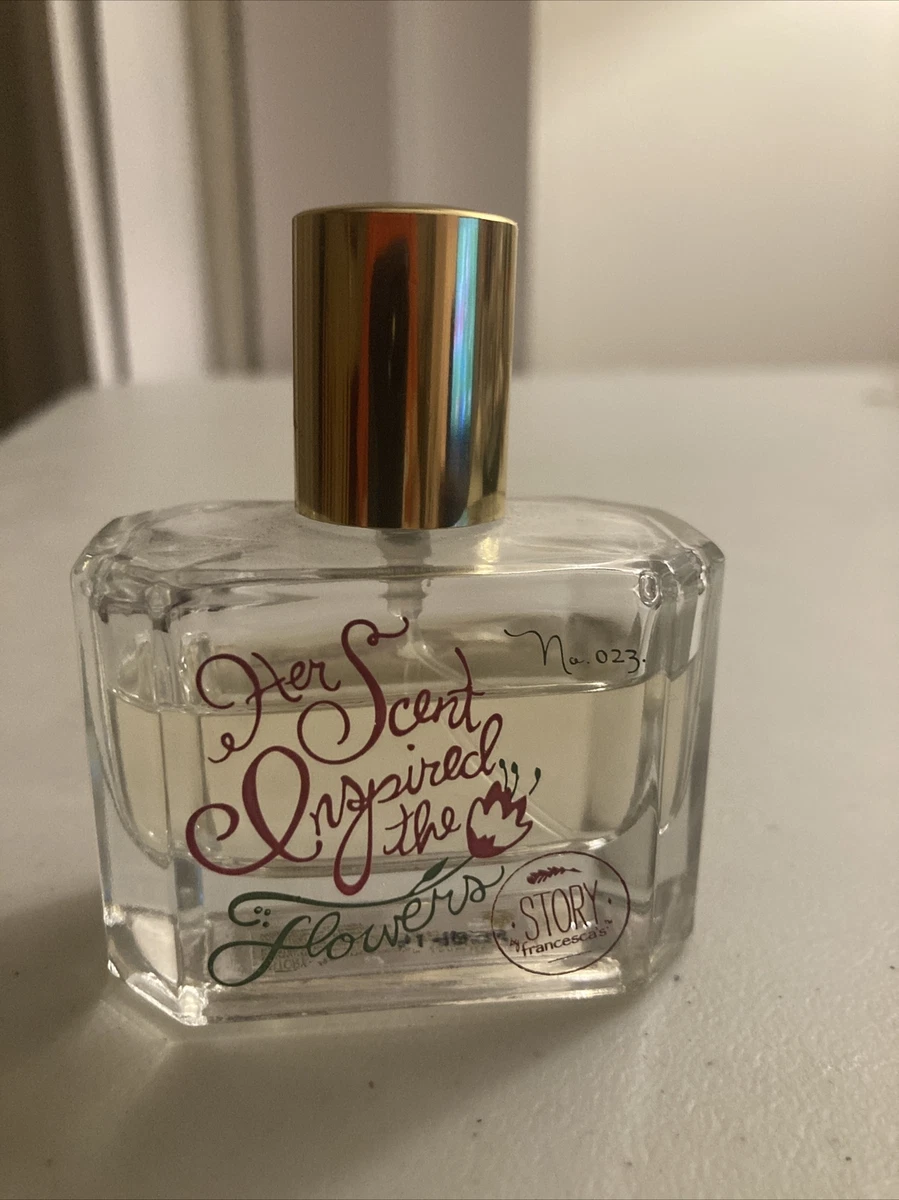 No. 023.
Her
Scent
Inspired
the
flowers
STORY
by
francesca's